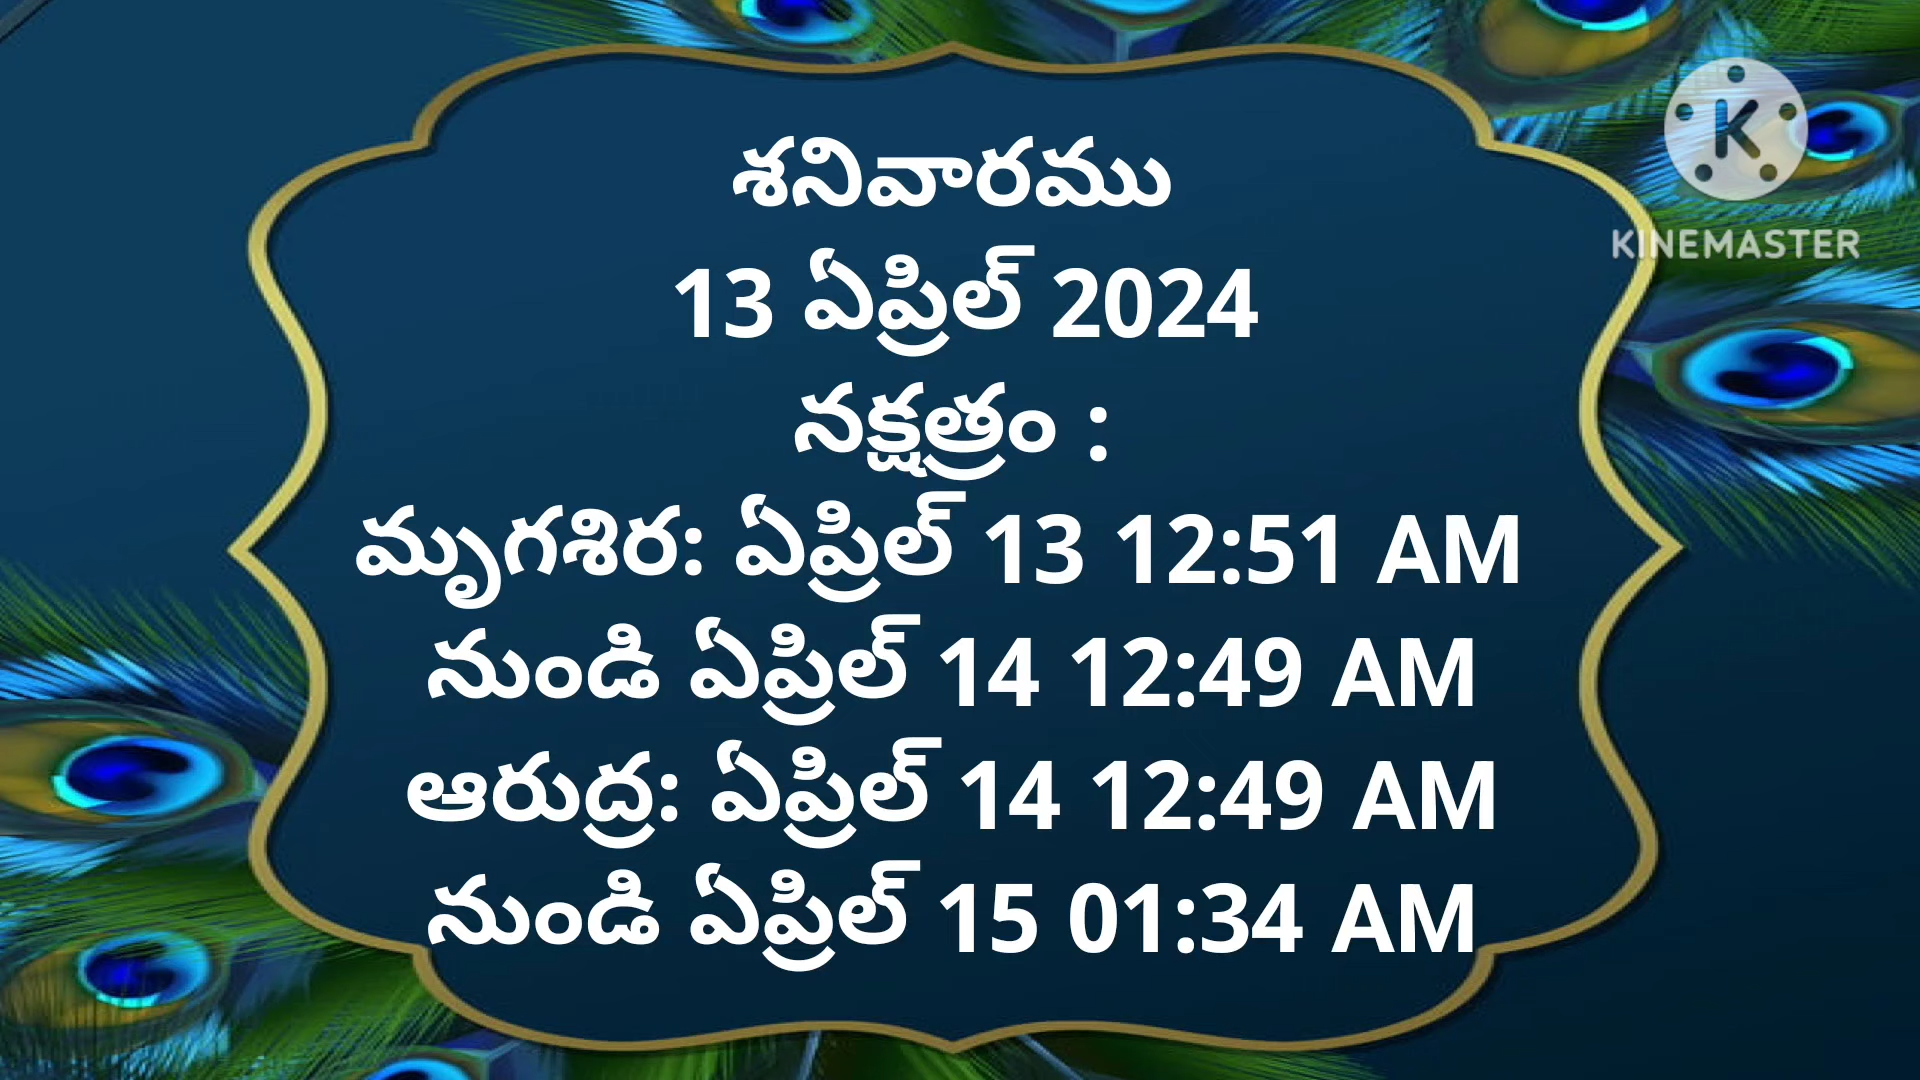 శనివారము
13 ఏప్రిల్ 2024
నక్షత్రం :
మృగశిర: ఏప్రిల్ 13 12:51 AM
నుండి ఏప్రిల్ 14 12:49 AM
ఆరుద్ర: ఏప్రిల్ 14 12:49 AM
నుండి ఏప్రిల్ 15 01:34 AM
K
KINEMASTER